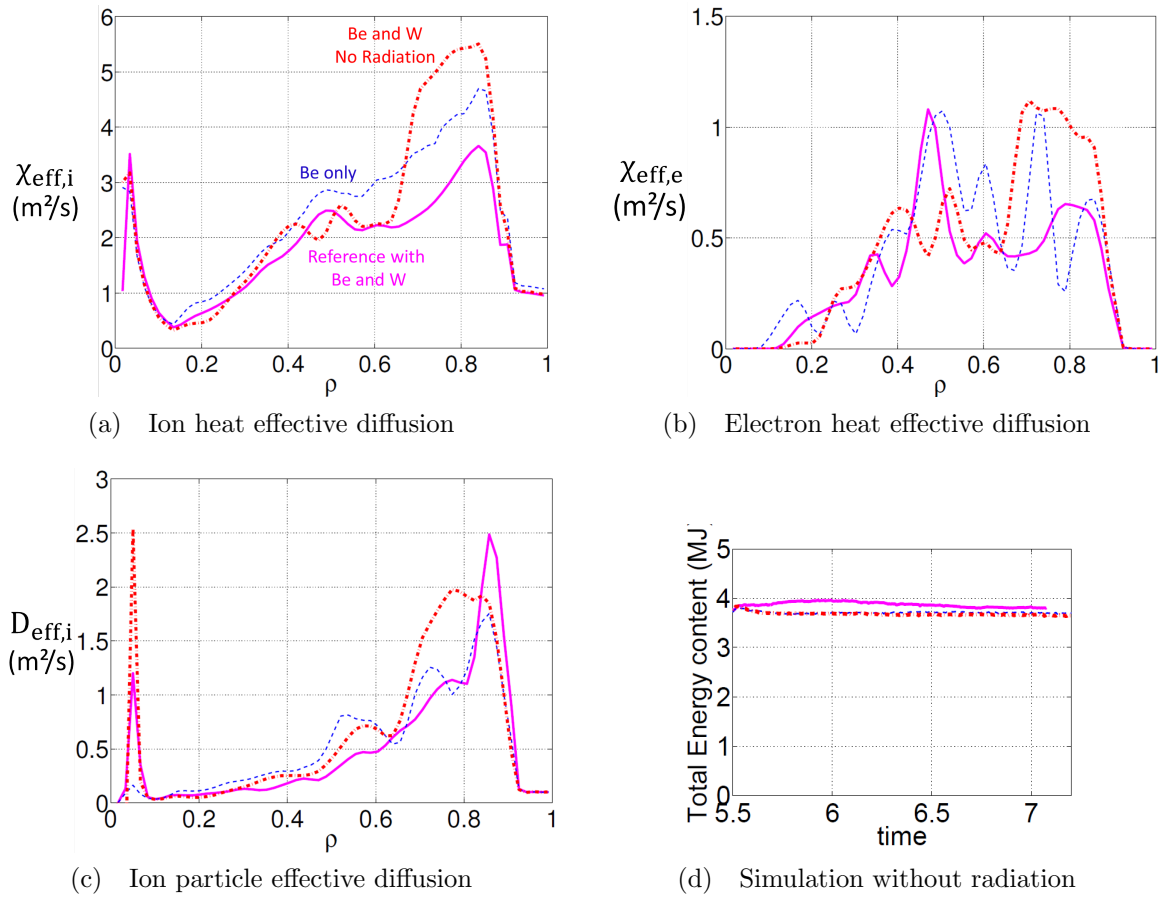 6
5
4
3
2
1
0
χeff,i
(m²/s)
Be and W
No Radiation
Be only
Reference with
Be and W
0 0.2 0.4 0.6 0.8 1
ρ
(a) Ion heat effective diffusion
1.5
1
0.5
0
χeff,e
(m²/s)
0 0.2 0.4 0.6 0.8 1
ρ
(b) Electron heat effective diffusion
3
2.5
2
1.5
1
0.5
0
Deff,i
(m²/s)
0 0.2 0.4 0.6 0.8 1
ρ
(c) Ion particle effective diffusion
Total Energy content (MJ)
5
4
3
2
1
0
5.5 6 6.5 7
time
(d) Simulation without radiation